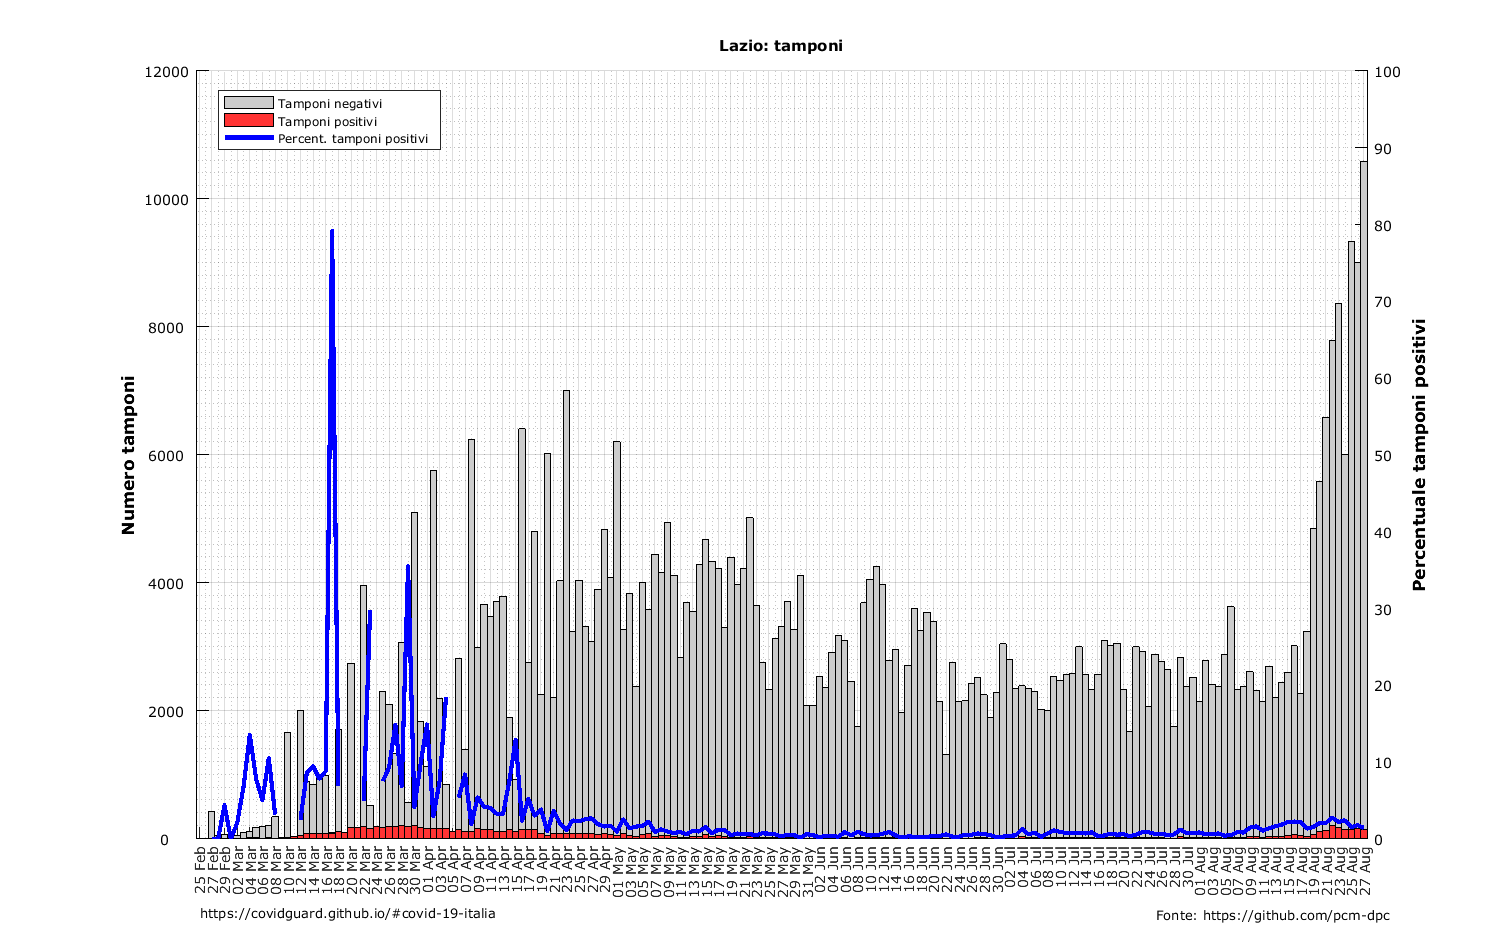 Lazio: tamponi
Tamponi negativi
Tamponi positivi
Percent. tamponi positivi
Numero tamponi
12000
10000
8000
6000
4000
2000
0
100
90
80
70
60
50
40
30
20
10
0
Percentuale tamponi positivi
25 Feb
27 Feb
29 Feb
02 Mar
04 Mar
06 Mar
08 Mar
10 Mar
12 Mar
14 Mar
16 Mar
18 Mar
20 Mar
22 Mar
24 Mar
26 Mar
28 Mar
30 Mar
01 Apr
03 Apr
05 Apr
07 Apr
09 Apr
11 Apr
13 Apr
15 Apr
17 Apr
19 Apr
21 Apr
23 Apr
25 Apr
27 Apr
29 Apr
01 May
03 May
05 May
07 May
09 May
11 May
13 May
15 May
17 May
19 May
21 May
23 May
25 May
27 May
29 May
31 May
02 Jun
04 Jun
06 Jun
08 Jun
10 Jun
12 Jun
14 Jun
16 Jun
18 Jun
20 Jun
22 Jun
24 Jun
26 Jun
28 Jun
30 Jun
02 Jul
04 Jul
06 Jul
08 Jul
10 Jul
12 Jul
14 Jul
16 Jul
18 Jul
20 Jul
22 Jul
24 Jul
26 Jul
28 Jul
30 Jul
01 Aug
03 Aug
05 Aug
07 Aug
09 Aug
11 Aug
13 Aug
15 Aug
17 Aug
19 Aug
21 Aug
23 Aug
25 Aug
27 Aug
https://covidguard.github.io/#covid-19-italia
Fonte: https://github.com/pcm-dpc